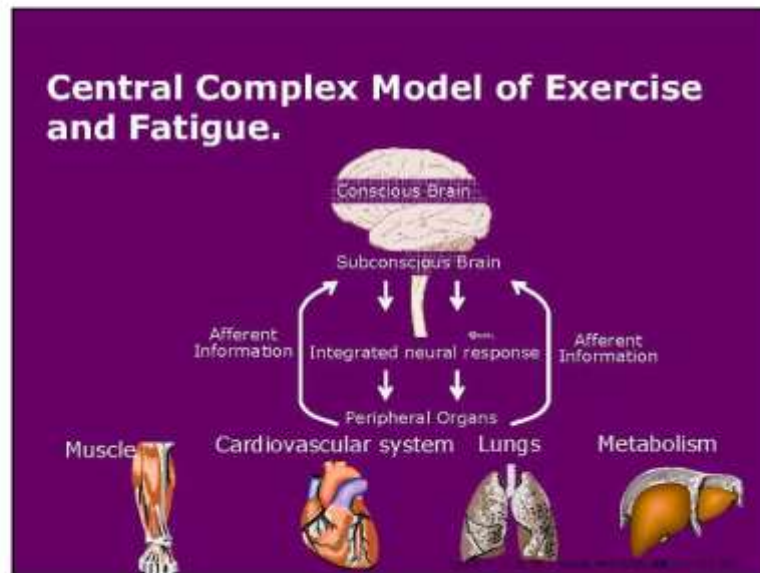 Central Complex Model of Exercise
and Fatigue.
Conscious Brain
Subconscious Brain
Afferent
Information
Integrated neural response
Afferent
Information
Peripheral Organs
Muscle
Cardiovascular system
Lungs
Metabolism